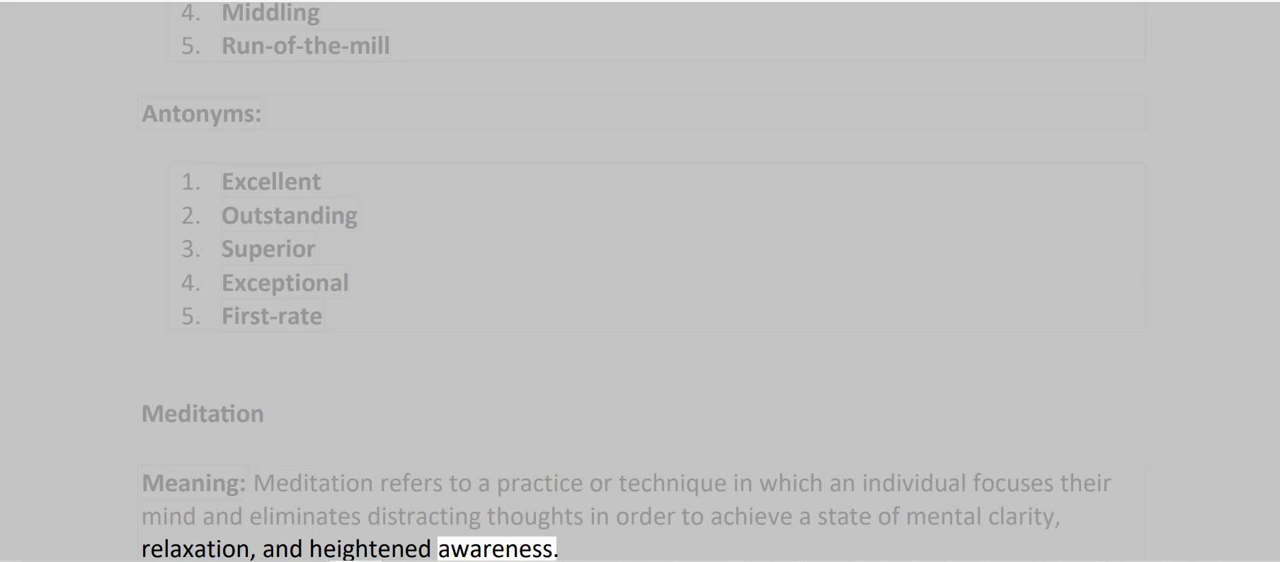 4. Middling
5. Run-of-the-mill
Antonyms:
1. Excellent
2. Outstanding
3. Superior
4. Exceptional
5. First-rate
Meditation
Meaning: Meditation refers to a practice or technique in which an individual focuses their
mind and eliminates distracting thoughts in order to achieve a state of mental clarity,
relaxation, and heightened awareness.